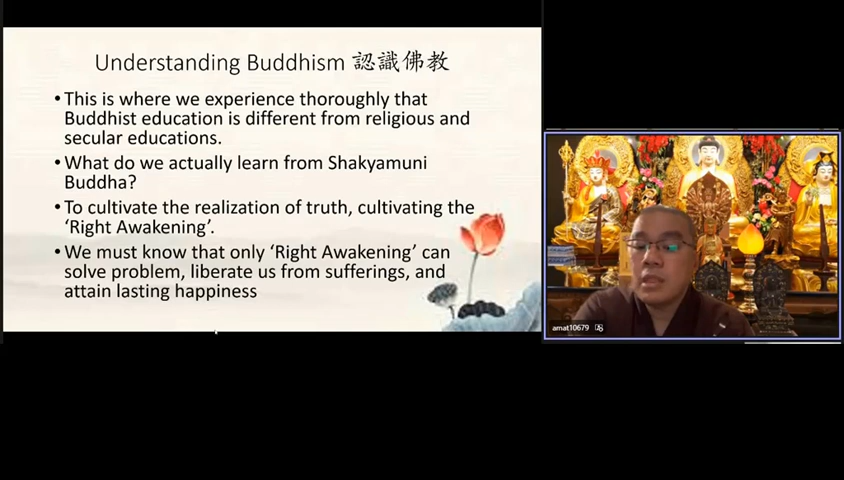 Understanding Buddhism 認識佛教
• This is where we experience thoroughly that
Buddhist education is different from religious and
secular educations.
• What do we actually learn from Shakyamuni
Buddha?
• To cultivate the realization of truth, cultivating the
‘Right Awakening’.
• We must know that only ‘Right Awakening’ can
solve problem, liberate us from sufferings, and
attain lasting happiness
amat10679